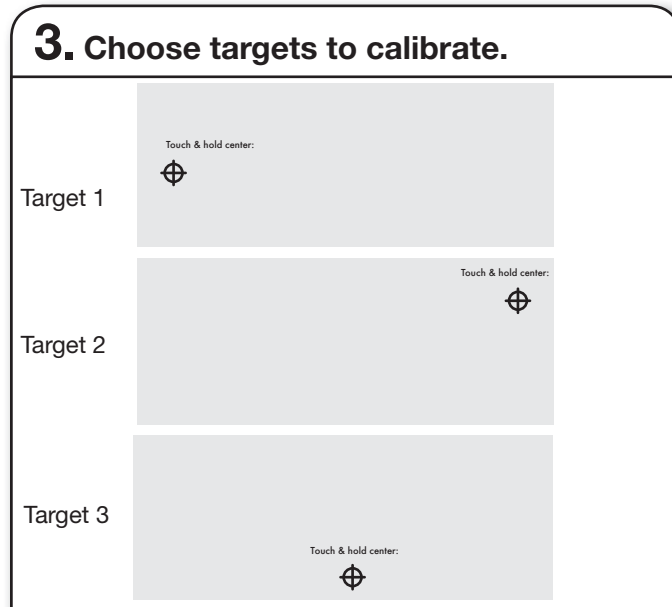 3. Choose targets to calibrate.
Touch & hold center:
Target 1
Touch & hold center:
Target 2
Target 3
Touch & hold center: